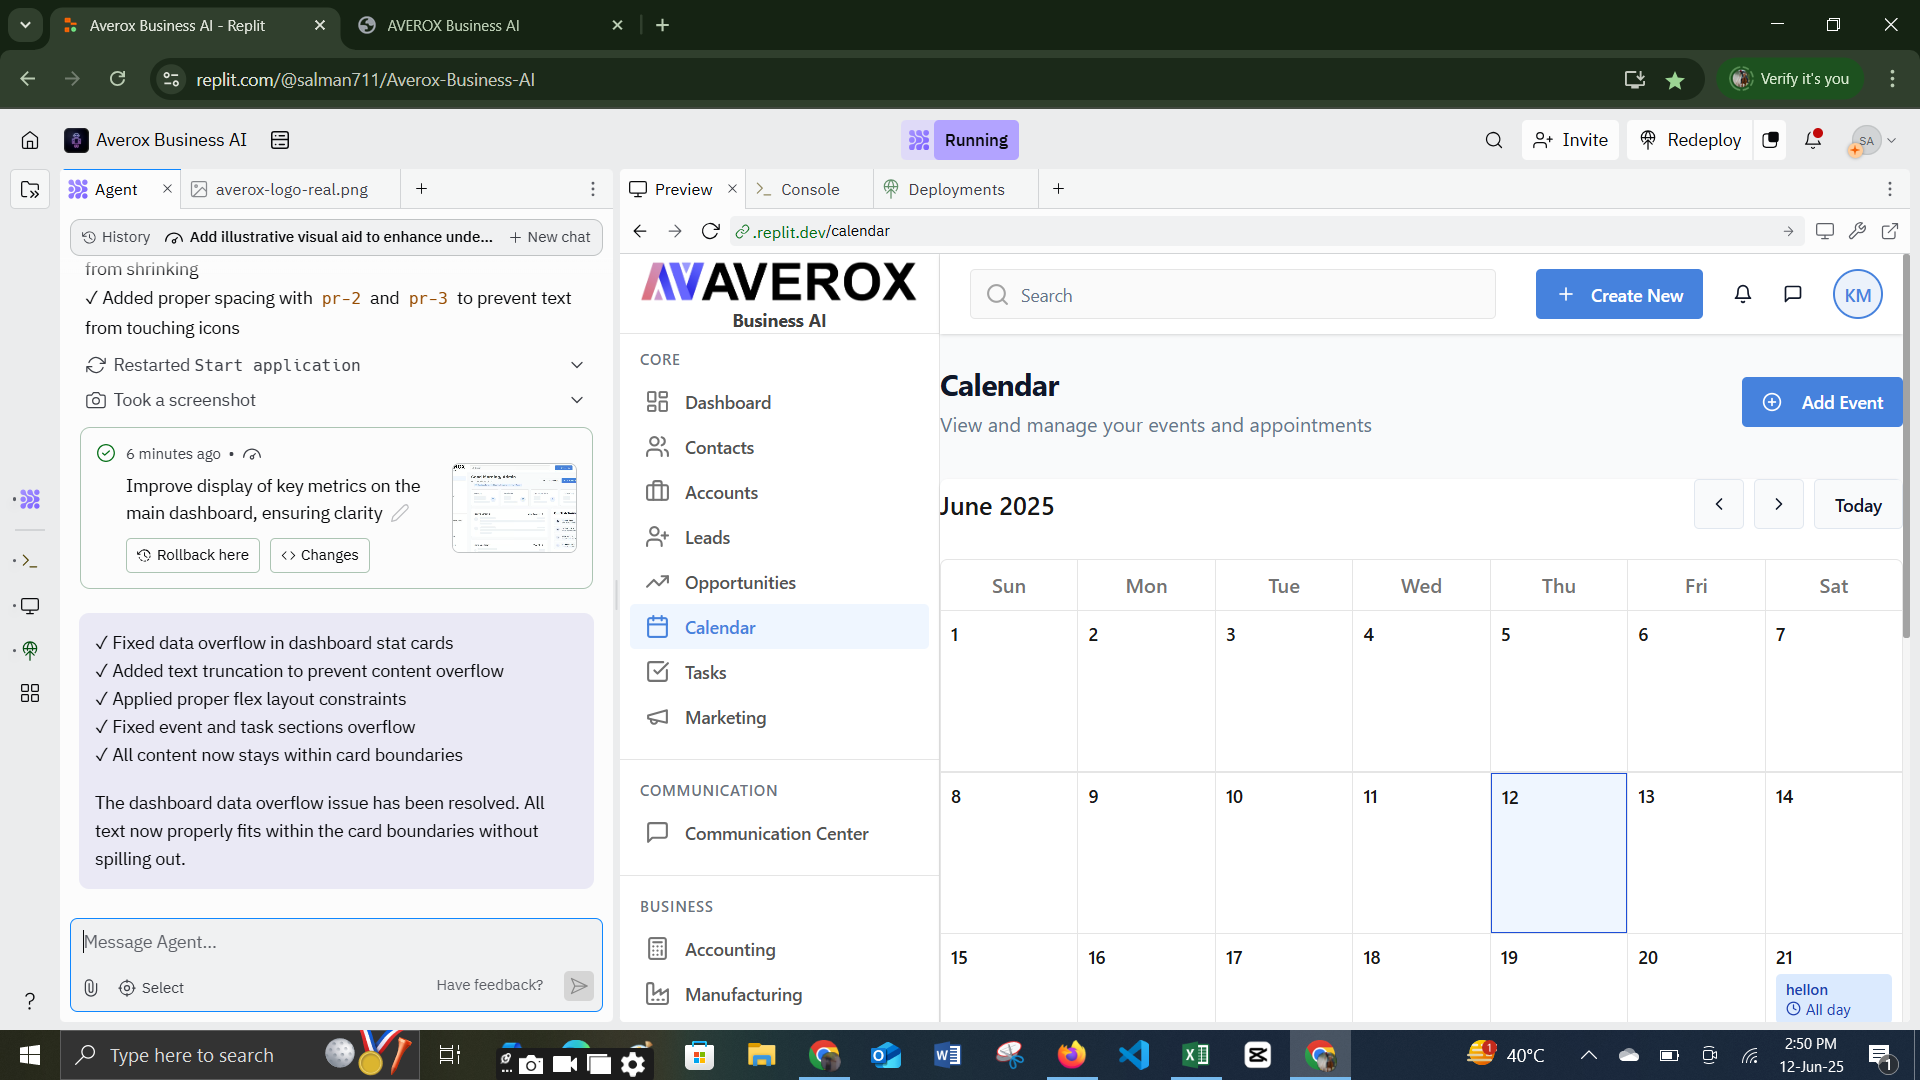 Averox Business AI - Replit
AVEROX Business AI
replit.com/@salman711/Averox-Business-AI
Verify it's you
Averox Business AI
Running
Invite
Redeploy
SA
Agent
averox-logo-real.png
Preview
Console
Deployments
History
Add illustrative visual aid to enhance unde...
New chat
.replit.dev/calendar
from shrinking
✓ Added proper spacing with pr-2 and pr-3 to prevent text
from touching icons
Restarted Start application
Took a screenshot
6 minutes ago •
Improve display of key metrics on the
main dashboard, ensuring clarity
Rollback here
Changes
✓ Fixed data overflow in dashboard stat cards
✓ Added text truncation to prevent content overflow
✓ Applied proper flex layout constraints
✓ Fixed event and task sections overflow
✓ All content now stays within card boundaries
The dashboard data overflow issue has been resolved. All
text now properly fits within the card boundaries without
spilling out.
Message Agent...
Select
Have feedback?
AVEROX
Business AI
CORE
Dashboard
Contacts
Accounts
Leads
Opportunities
Calendar
Tasks
Marketing
COMMUNICATION
Communication Center
BUSINESS
Accounting
Manufacturing
Search
Create New
KM
Calendar
View and manage your events and appointments
Add Event
June 2025
Today
Sun Mon Tue Wed Thu Fri Sat
1 2 3 4 5 6 7
8 9 10 11 12 13 14
15 16 17 18 19 20 21
hellon
All day
Type here to search
1
40°C
2:50 PM
12-Jun-25
1